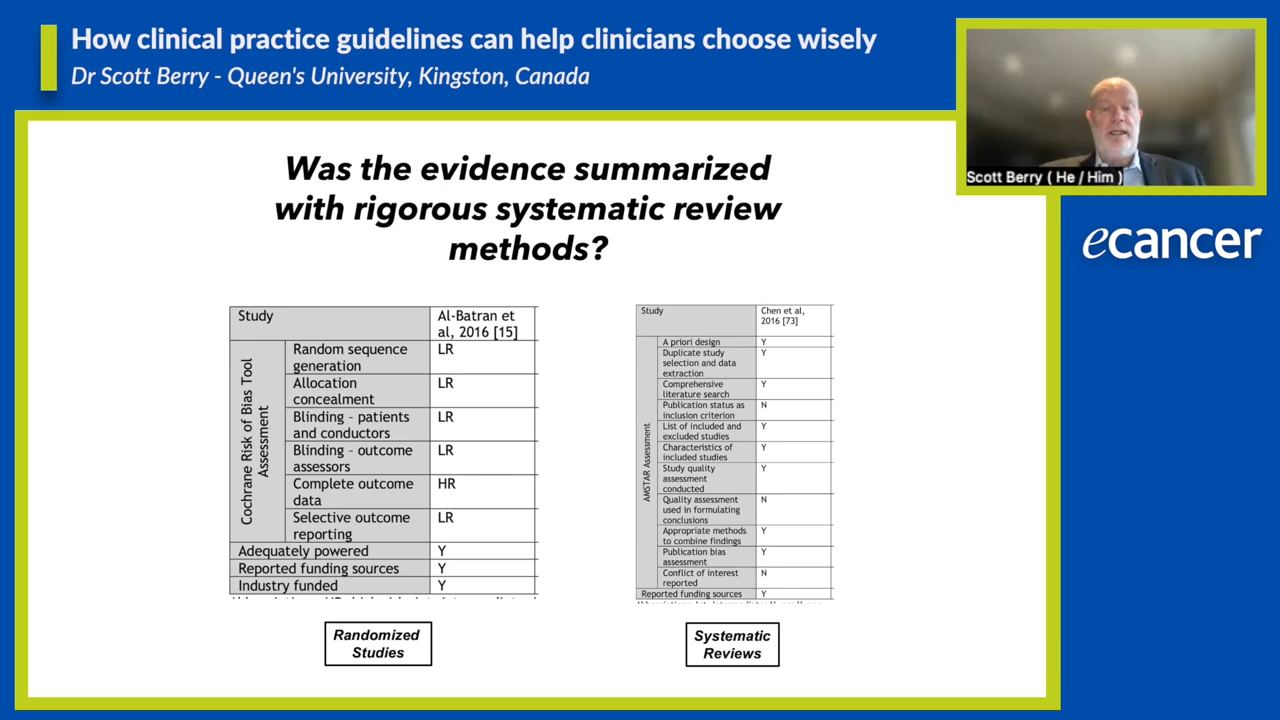 How clinical practice guidelines can help clinicians choose wisely
Dr Scott Berry - Queen's University, Kingston, Canada
Scott Berry ( He / Him )
ecancer
Was the evidence summarized
with rigorous systematic review
methods?
Study
Al-Batran et
al, 2016 [15]
Cochrane Risk of Bias Tool
Assessment
Random sequence
generation
LR
Allocation
concealment
LR
Blinding – patients
and conductors
LR
Blinding – outcome
assessors
LR
Complete outcome
data
HR
Selective outcome
reporting
LR
Adequately powered
Y
Reported funding sources
Y
Industry funded
Y
Randomized
Studies
Study
Chen et al,
2016 [73]
AMSTAR Assessment
A priori design
Y
Duplicate study
selection and data
extraction
Y
Comprehensive
literature search
Y
Publication status as
inclusion criterion
N
List of included and
excluded studies
Y
Characteristics of
included studies
Y
Study quality
assessment
conducted
Y
Quality assessment
used in formulating
conclusions
N
Appropriate methods
to combine findings
Y
Publication bias
assessment
Y
Conflict of interest
reported
N
Reported funding sources
Y
Systematic
Reviews